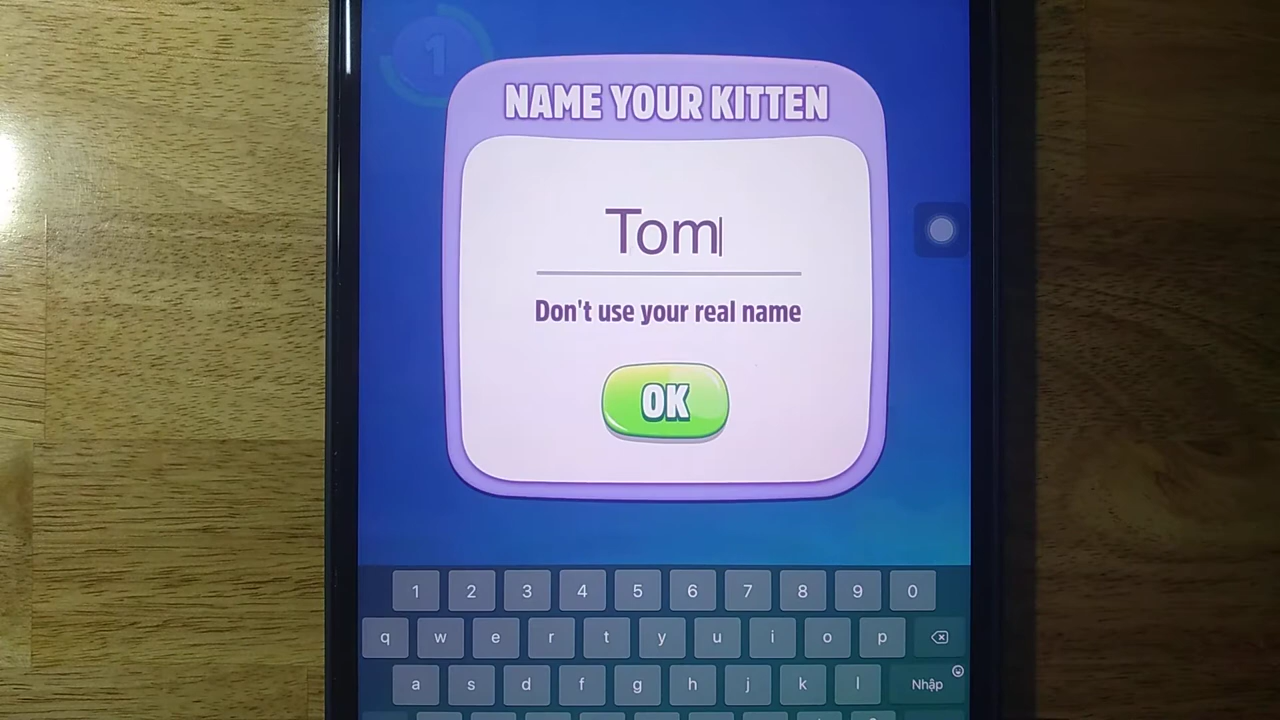 1
NAME YOUR KITTEN
Tom
Don't use your real name
OK
1 2 3 4 5 6 7 8 9 0
q w e r t y u i o p
a s d f g h j k l Nhập